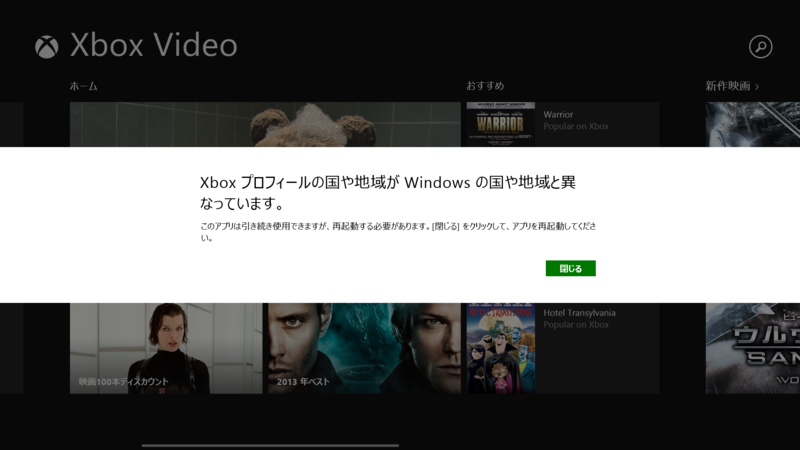 Xbox Video
ホーム
おすすめ
新作映画 >
Warrior
Popular on Xbox
WARRIOR
Xbox プロフィールの国や地域が Windows の国や地域と異
なっています。
このアプリは引き続き使用できますが、再起動する必要があります。[閉じる] をクリックして、アプリを再起動してくださ
い。
閉じる
Hotel Transylvania
Popular on Xbox
映画100本ディスカウント
2013 年ベスト
ウルヴ
SAM